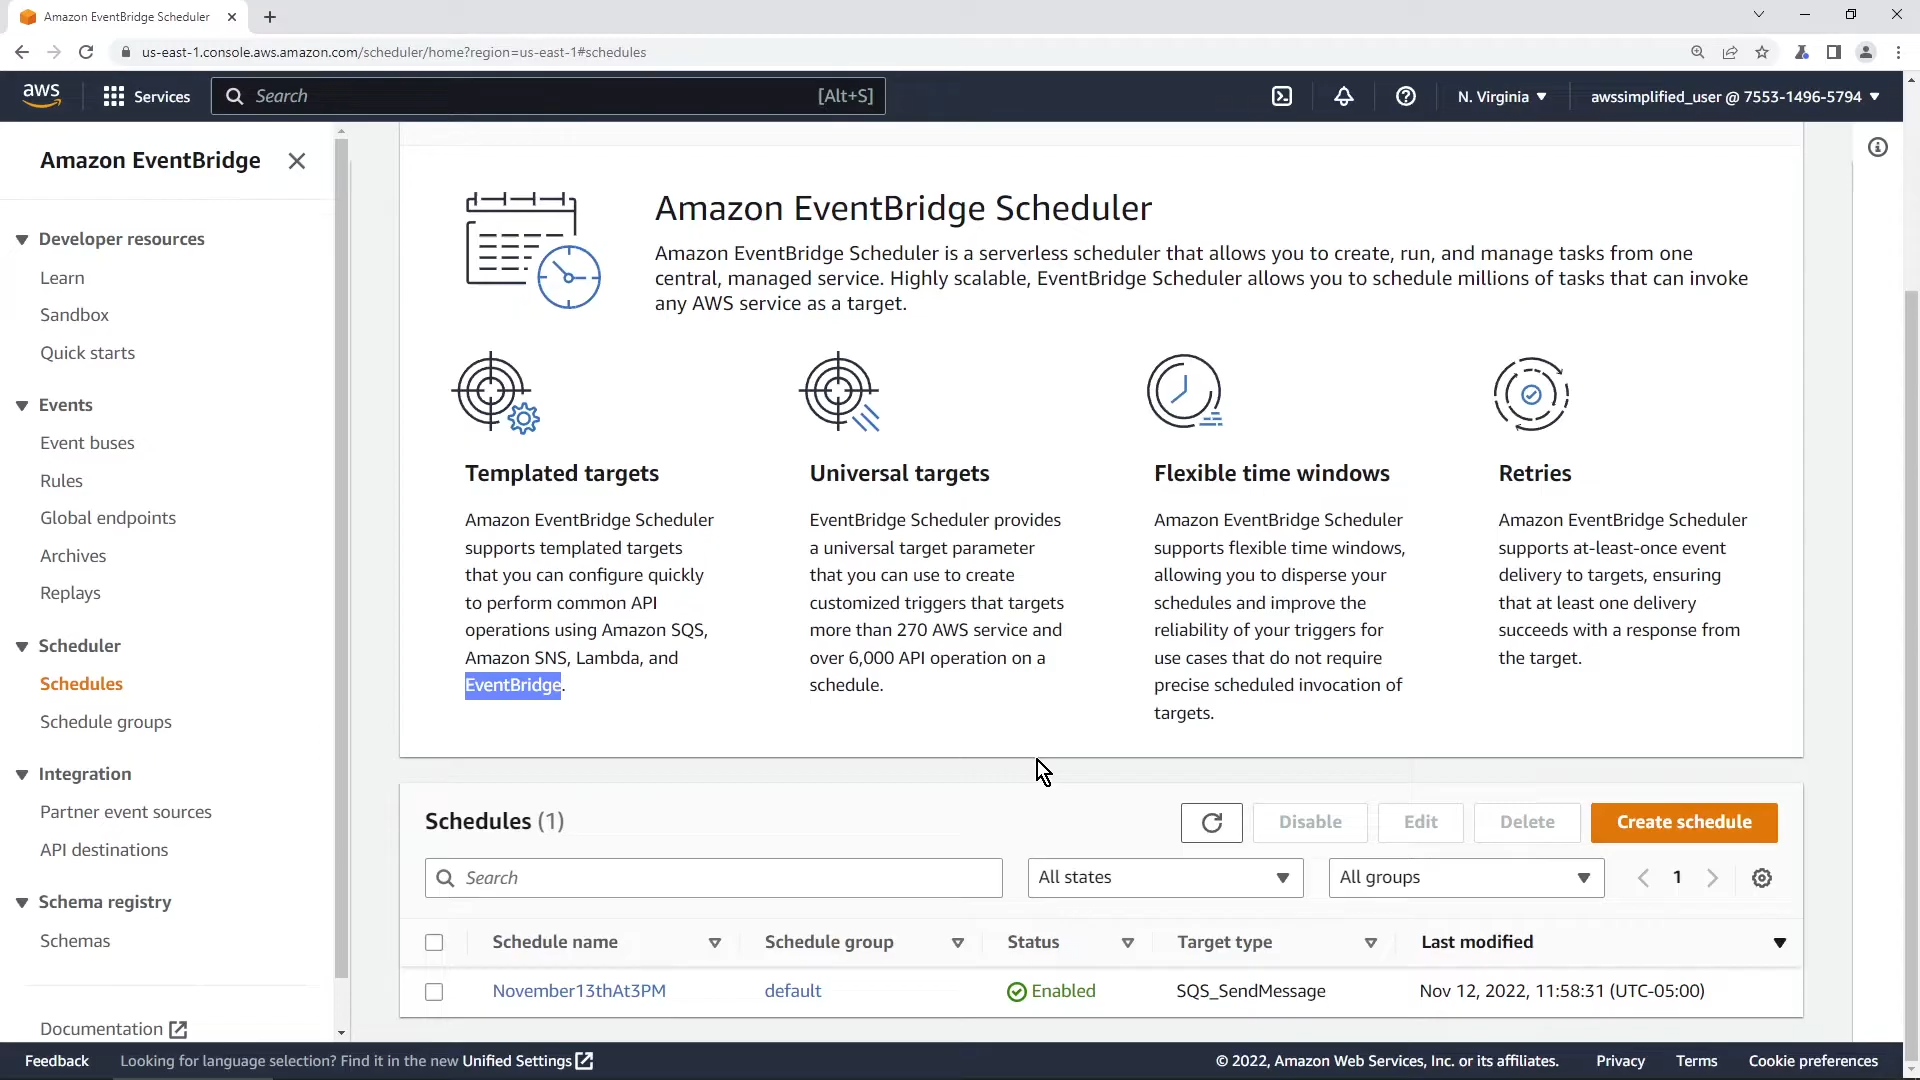 Amazon EventBridge Scheduler
us-east-1.console.aws.amazon.com/scheduler/home?region=us-east-1#schedules
aws Services Search [Alt+S] N. Virginia awssimplified_user @ 7553-1496-5794
Amazon EventBridge
Developer resources
Learn
Sandbox
Quick starts
Events
Event buses
Rules
Global endpoints
Archives
Replays
Scheduler
Schedules
Schedule groups
Integration
Partner event sources
API destinations
Schema registry
Schemas
Documentation
Amazon EventBridge Scheduler
Amazon EventBridge Scheduler is a serverless scheduler that allows you to create, run, and manage tasks from one
central, managed service. Highly scalable, EventBridge Scheduler allows you to schedule millions of tasks that can invoke
any AWS service as a target.
Templated targets
Amazon EventBridge Scheduler
supports templated targets
that you can configure quickly
to perform common API
operations using Amazon SQS,
Amazon SNS, Lambda, and
EventBridge.
Universal targets
EventBridge Scheduler provides
a universal target parameter
that you can use to create
customized triggers that targets
more than 270 AWS service and
over 6,000 API operation on a
schedule.
Flexible time windows
Amazon EventBridge Scheduler
supports flexible time windows,
allowing you to disperse your
schedules and improve the
reliability of your triggers for
use cases that do not require
precise scheduled invocation of
targets.
Retries
Amazon EventBridge Scheduler
supports at-least-once event
delivery to targets, ensuring
that at least one delivery
succeeds with a response from
the target.
Schedules (1) Disable Edit Delete Create schedule
Search All states All groups 1
Schedule name Schedule group Status Target type Last modified
November13thAt3PM default Enabled SQS_SendMessage Nov 12, 2022, 11:58:31 (UTC-05:00)
Feedback Looking for language selection? Find it in the new Unified Settings © 2022, Amazon Web Services, Inc. or its affiliates. Privacy Terms Cookie preferences